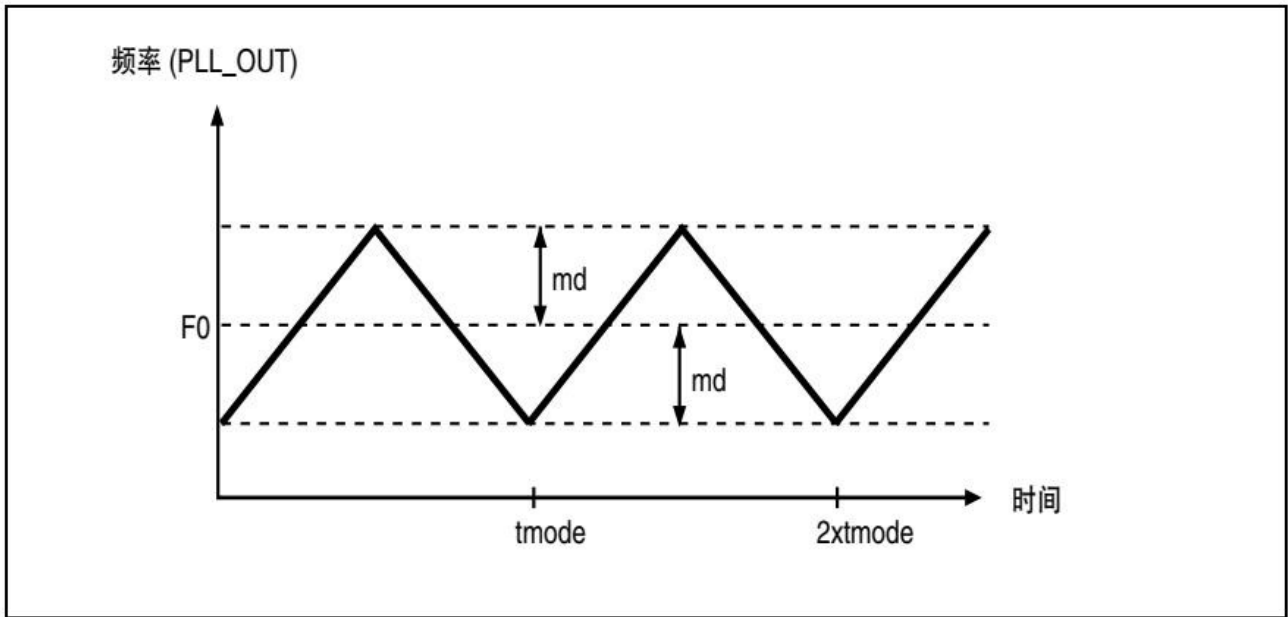 频率 (PLL_OUT)
md
F0
md
时间
tmode
2xtmode